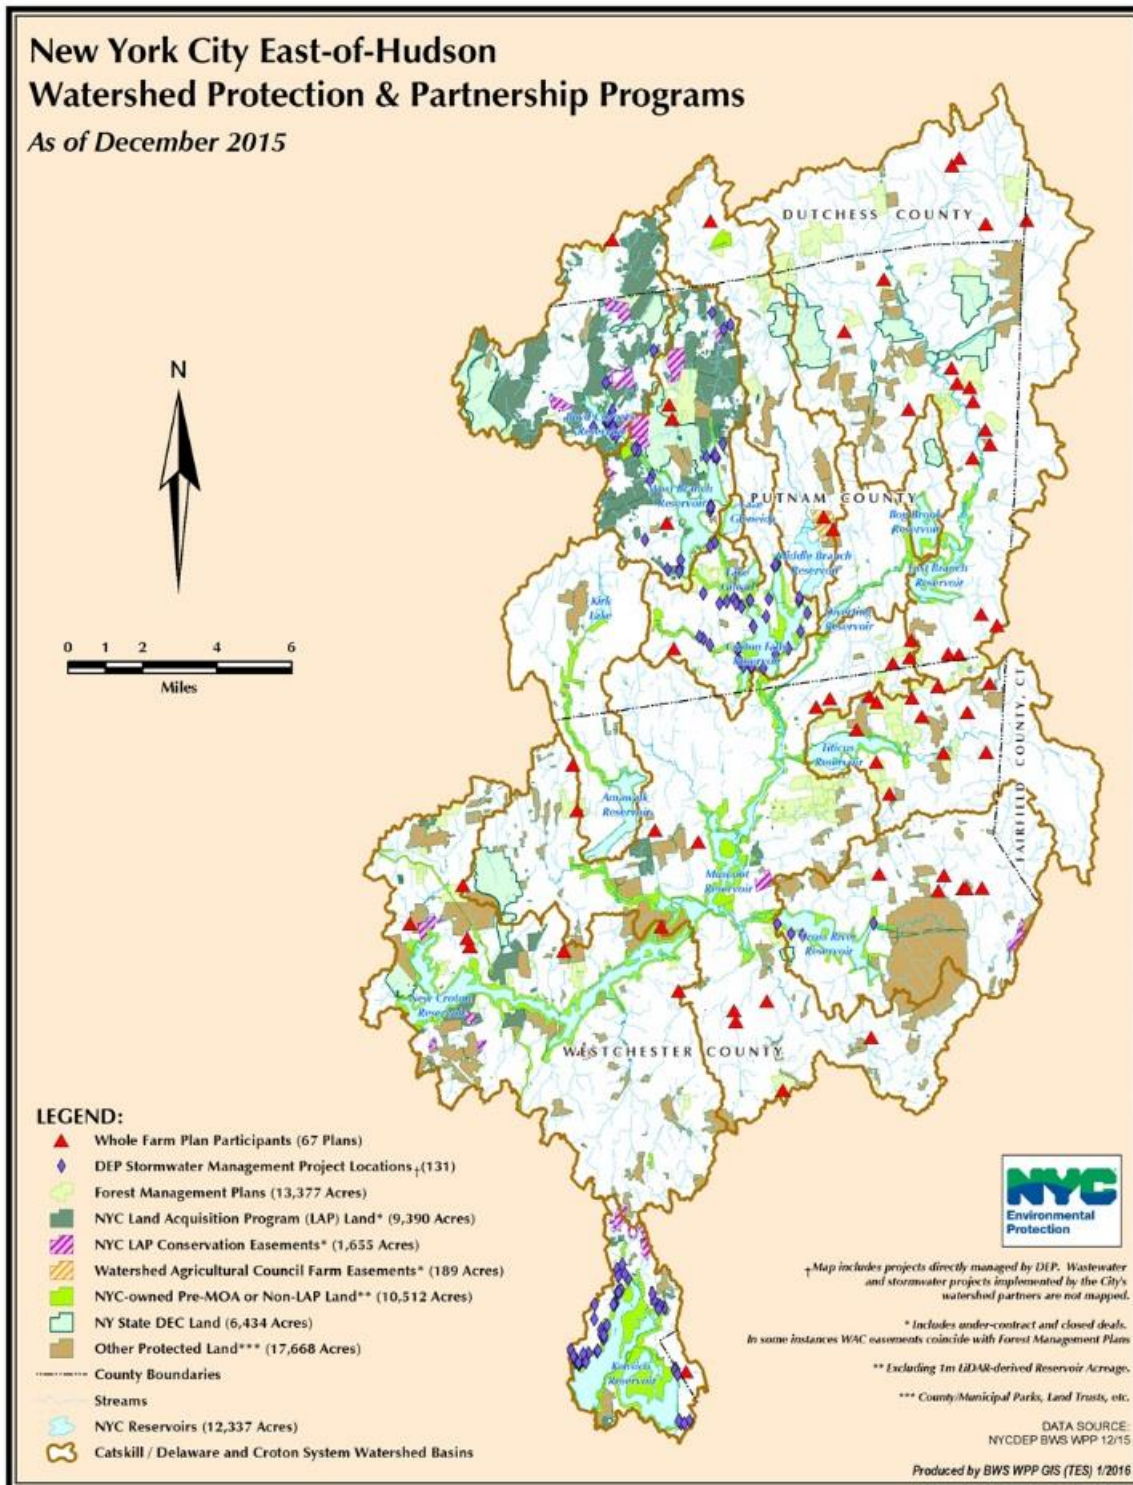 New York City East-of-Hudson
Watershed Protection & Partnership Programs
As of December 2015
DUTCHESS COUNTY
N
0 1 2 4 6
Miles
Reservoir
West Branch
Reservoir
PUTNAM COUNTY
Lake
Gleneida
Bog Brook
Reservoir
Middle Branch
Reservoir
East Branch
Reservoir
Lake
Gilead
Kirk
Lake
Diverting
Reservoir
Croton Falls
Reservoir
FAIRFIELD COUNTY, CT
Titicus
Reservoir
Amawalk
Reservoir
Muscoot
Reservoir
Cross River
Reservoir
New Croton
Reservoir
WESTCHESTER COUNTY
Kensico
Reservoir
LEGEND:
Whole Farm Plan Participants (67 Plans)
DEP Stormwater Management Project Locations†(131)
Forest Management Plans (13,377 Acres)
NYC Land Acquisition Program (LAP) Land* (9,390 Acres)
NYC LAP Conservation Easements* (1,655 Acres)
Watershed Agricultural Council Farm Easements* (189 Acres)
NYC-owned Pre-MOA or Non-LAP Land** (10,512 Acres)
NY State DEC Land (6,434 Acres)
Other Protected Land*** (17,668 Acres)
County Boundaries
Streams
NYC Reservoirs (12,337 Acres)
Catskill / Delaware and Croton System Watershed Basins
NYC
Environmental
Protection
†Map includes projects directly managed by DEP. Wastewater
and stormwater projects implemented by the City's
watershed partners are not mapped.
* Includes under-contract and closed deals.
In some instances WAC easements coincide with Forest Management Plans
** Excluding 1m LiDAR-derived Reservoir Acreage.
*** County/Municipal Parks, Land Trusts, etc.
DATA SOURCE:
NYCDEP BWS WPP 12/15
Produced by BWS WPP GIS (TES) 1/2016